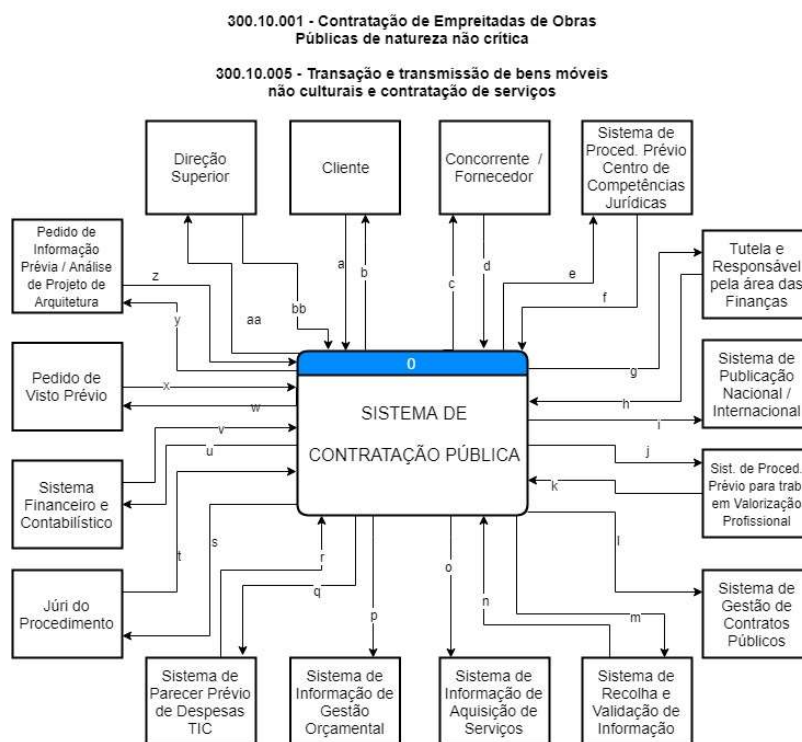 300.10.001 - Contratação de Empreitadas de Obras
Públicas de natureza não crítica
300.10.005 - Transação e transmissão de bens móveis
não culturais e contratação de serviços
Direção
Superior
Cliente
Concorrente /
Fornecedor
Sistema de
Proced. Prévio
Centro de
Competências
Jurídicas
Pedido de
Informação
Prévia / Análise
de Projeto de
Arquitetura
Tutela e
Responsável
pela área das
Finanças
z
y
aa
bb
a
b
c
d
e
f
g
h
0
SISTEMA DE
CONTRATAÇÃO PÚBLICA
Pedido de
Visto Prévio
x
w
i
Sistema de
Publicação
Nacional /
Internacional
Sistema
Financeiro e
Contabilístico
v
u
j
k
Sist. de Proced.
Prévio para trab.
em Valorização
Profissional
Júri do
Procedimento
t
s
r
q
p
o
n
m
l
Sistema de
Gestão de
Contratos
Públicos
Sistema de
Parecer Prévio
de Despesas
TIC
Sistema de
Informação de
Gestão
Orçamental
Sistema de
Informação de
Aquisição de
Serviços
Sistema de
Recolha e
Validação de
Informação